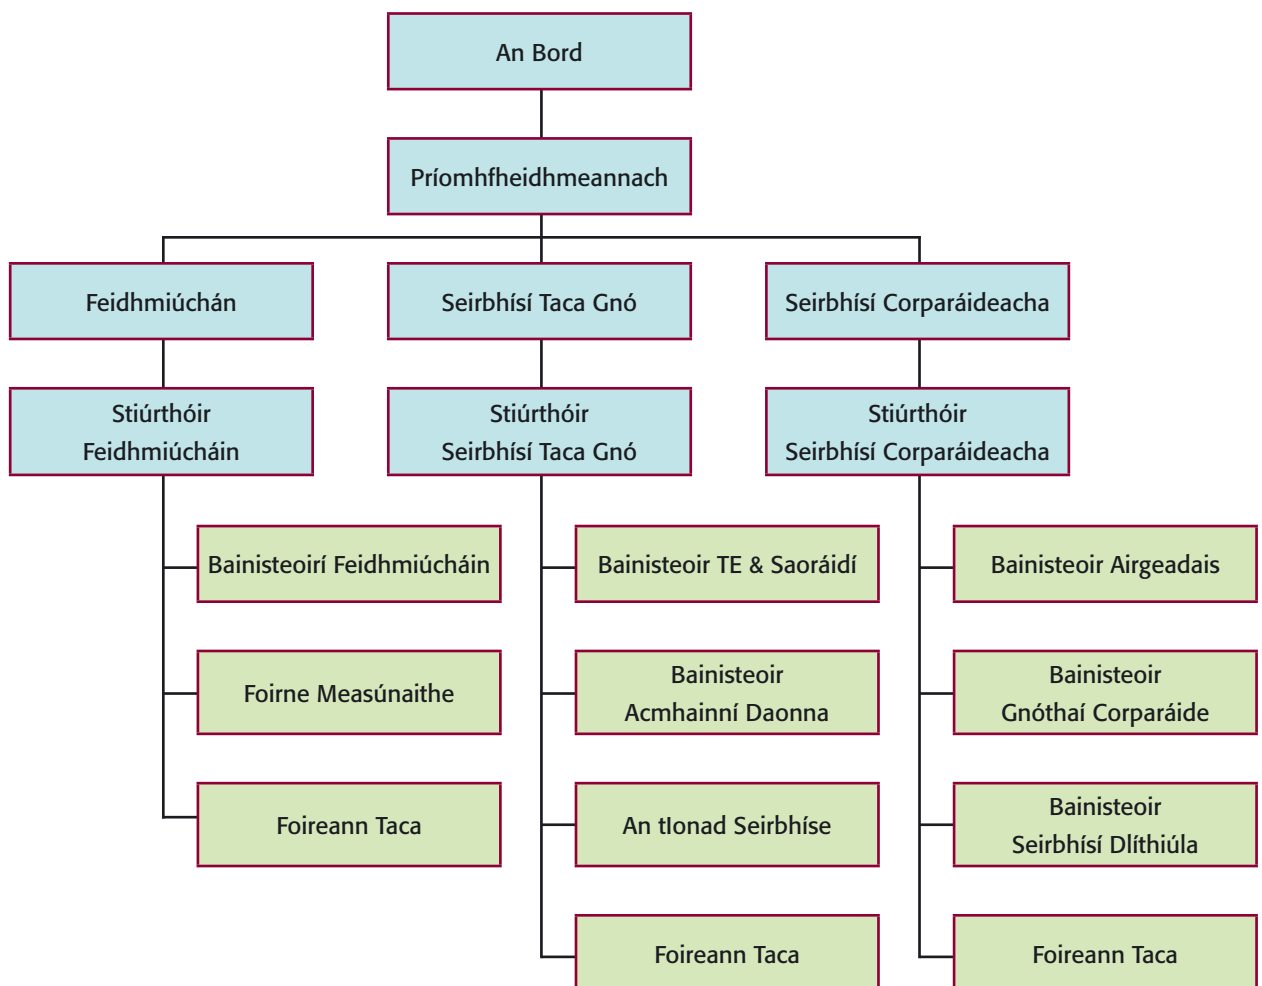 An Bord
Príomhfheidhmeannach
Feidhmiúchán
Seirbhísí Taca Gnó
Seirbhísí Corparáideacha
Stiúrthóir
Feidhmiúcháin
Stiúrthóir
Seirbhísí Taca Gnó
Stiúrthóir
Seirbhísí Corparáideacha
Bainisteoirí Feidhmiúcháin
Bainisteoir TE & Saoráidí
Bainisteoir Airgeadais
Foirne Measúnaithe
Bainisteoir
Acmhainní Daonna
Bainisteoir
Gnóthaí Corparáide
Foireann Taca
An tIonad Seirbhíse
Bainisteoir
Seirbhísí Dlíthiúla
Foireann Taca
Foireann Taca